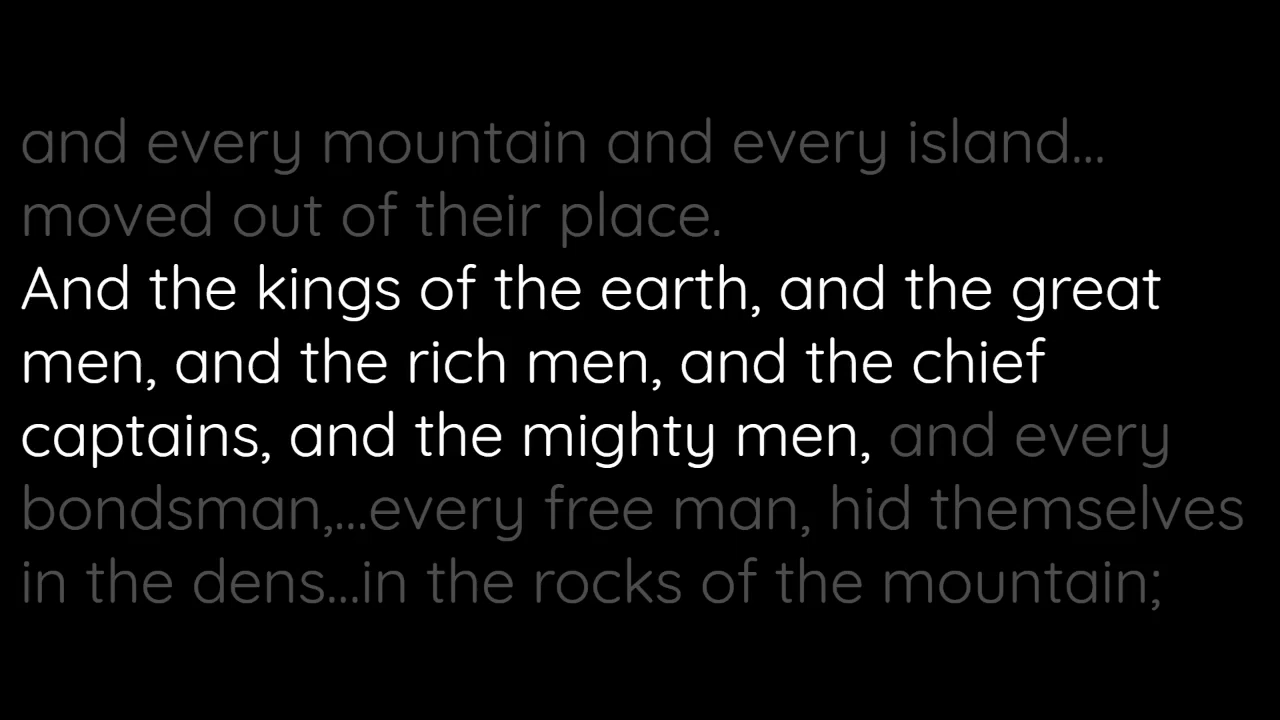 and every mountain and every island...
moved out of their place.
And the kings of the earth, and the great
men, and the rich men, and the chief
captains, and the mighty men, and every
bondsman,...every free man, hid themselves
in the dens...in the rocks of the mountain;